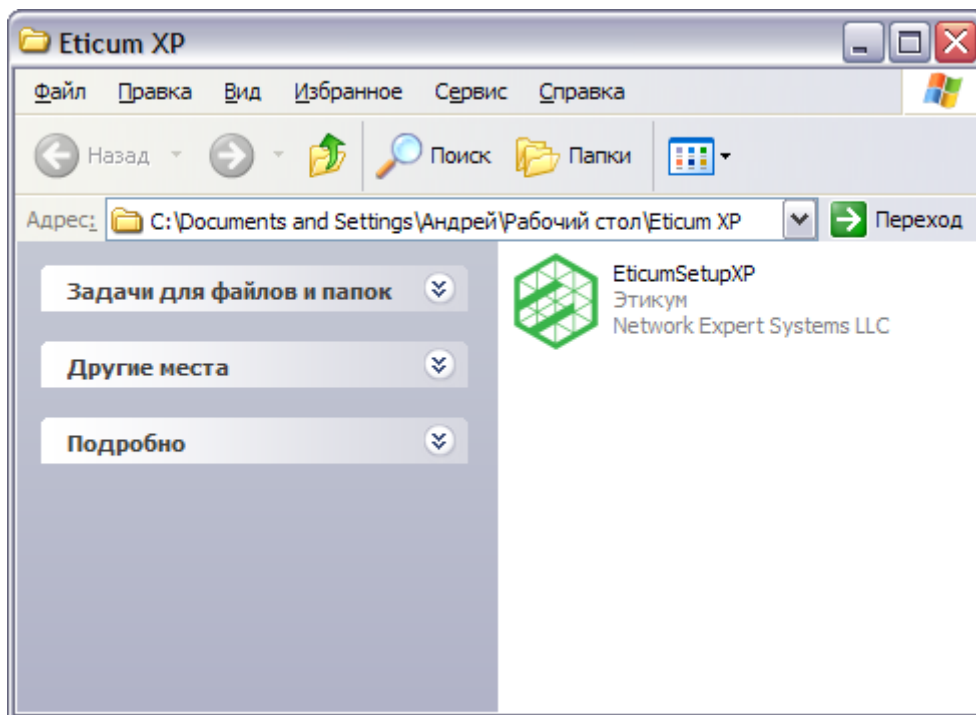 Eticum XP
Файл Правка Вид Избранное Сервис Справка
Назад Поиск Папки
Адрес: C:\Documents and Settings\Андрей\Рабочий стол\Eticum XP Переход
Задачи для файлов и папок
Другие места
Подробно
EticumSetupXP
Этикум
Network Expert Systems LLC